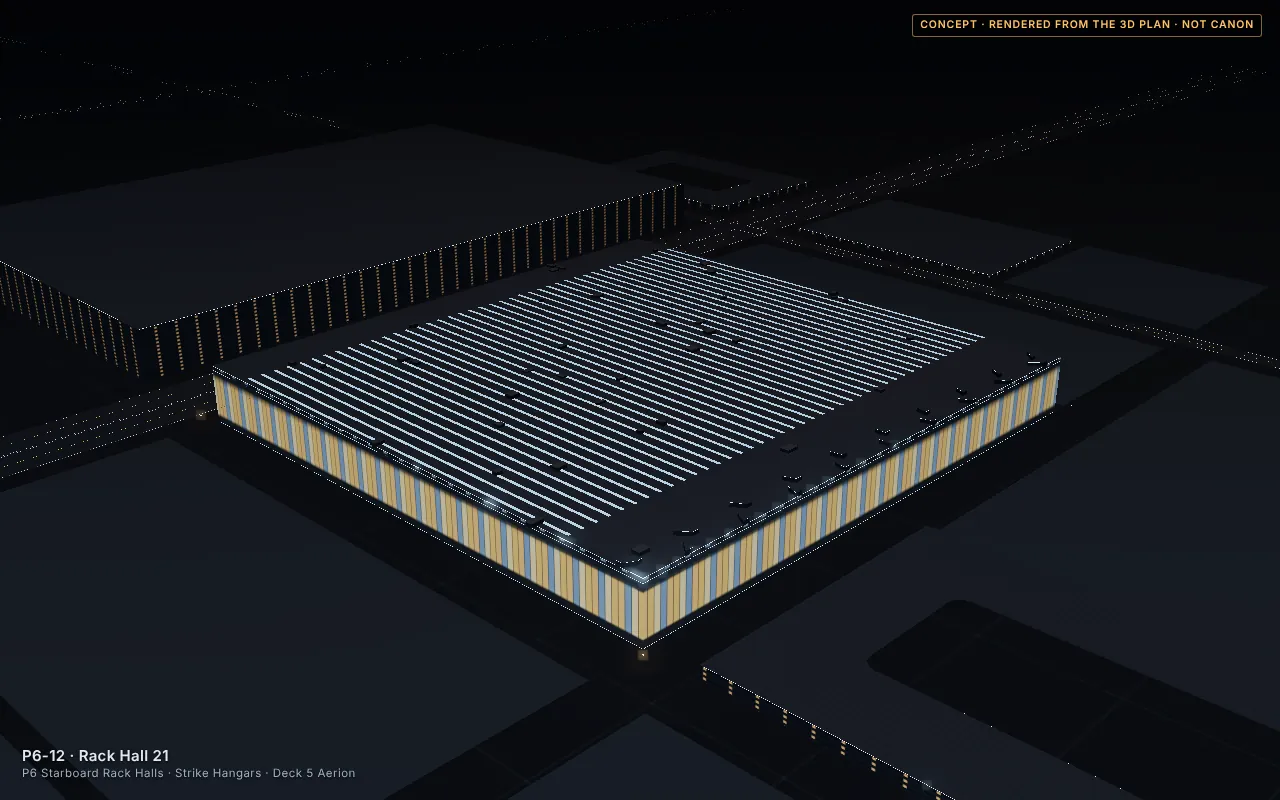 CONCEPT · RENDERED FROM THE 3D PLAN · NOT CANON
P6-12 · Rack Hall 21
P6 Starboard Rack Halls · Strike Hangars · Deck 5 Aerion